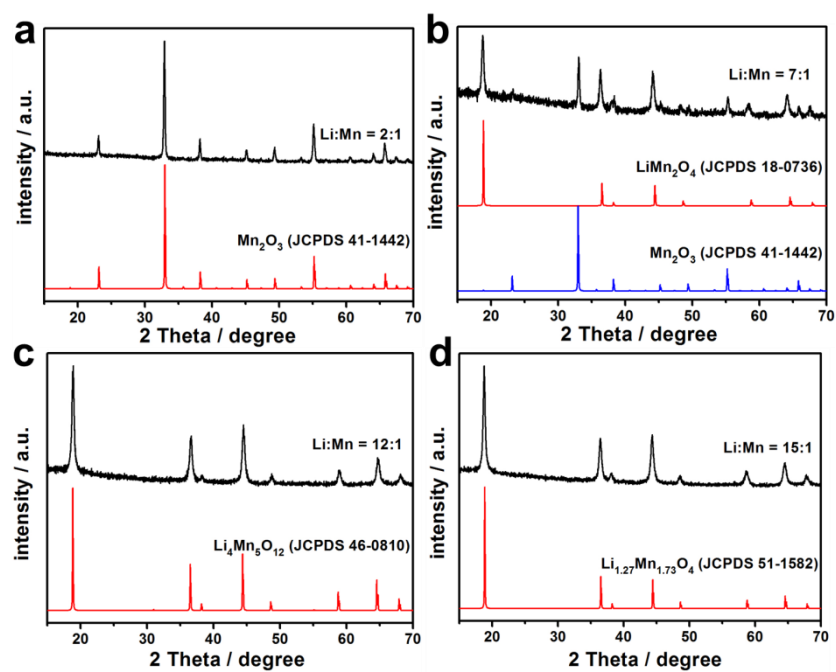 a
intensity / a.u.
Li:Mn = 2:1
Mn₂O₃ (JCPDS 41-1442)
20 30 40 50 60 70
2 Theta / degree
b
intensity / a.u.
Li:Mn = 7:1
LiMn₂O₄ (JCPDS 18-0736)
Mn₂O₃ (JCPDS 41-1442)
20 30 40 50 60 70
2 Theta / degree
c
intensity / a.u.
Li:Mn = 12:1
Li₄Mn₅O₁₂ (JCPDS 46-0810)
20 30 40 50 60 70
2 Theta / degree
d
intensity / a.u.
Li:Mn = 15:1
Li₁.₂₇Mn₁.₇₃O₄ (JCPDS 51-1582)
20 30 40 50 60 70
2 Theta / degree